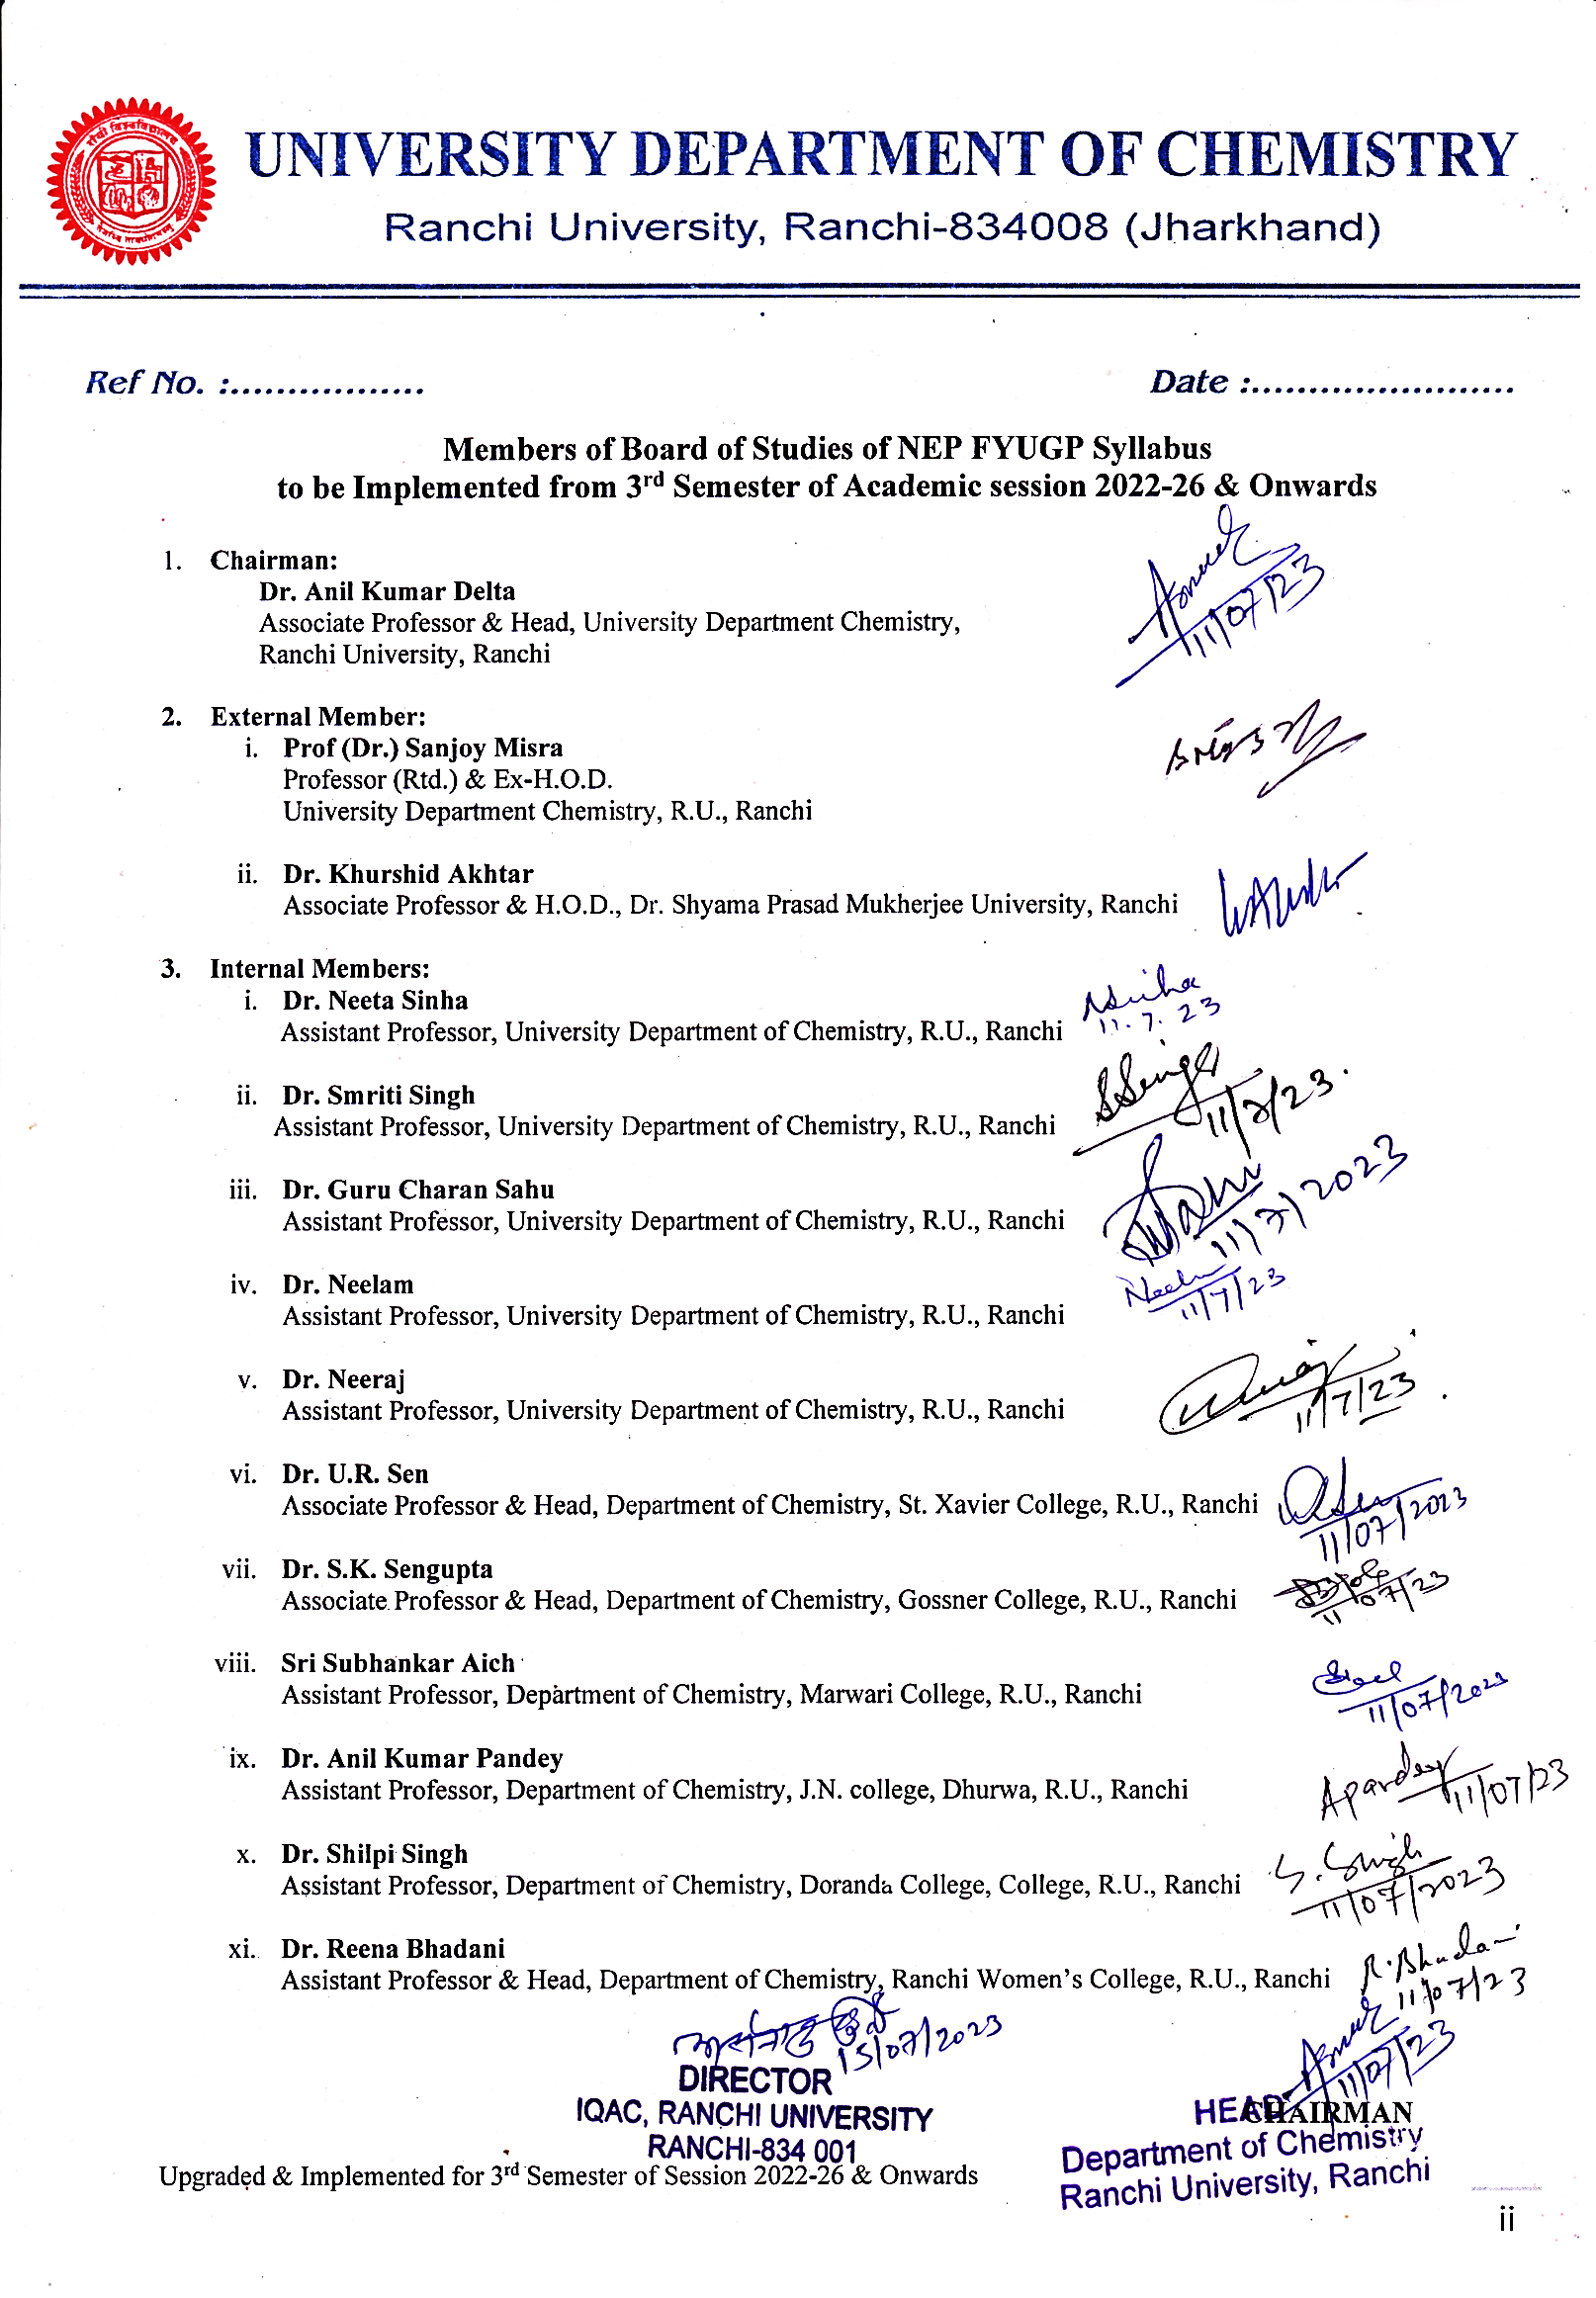 UNIVERSITY DEPARTMENT OF CHEMISTRY
Ranchi University, Ranchi-834008 (Jharkhand)
Ref No. :.................
Date :.......................
Members of Board of Studies of NEP FYUGP Syllabus
to be Implemented from 3rd Semester of Academic session 2022-26 & Onwards
1. Chairman:
Dr. Anil Kumar Delta
Associate Professor & Head, University Department Chemistry,
Ranchi University, Ranchi
11/07/23
2. External Member:
i. Prof (Dr.) Sanjoy Misra
Professor (Rtd.) & Ex-H.O.D.
University Department Chemistry, R.U., Ranchi
ii. Dr. Khurshid Akhtar
Associate Professor & H.O.D., Dr. Shyama Prasad Mukherjee University, Ranchi
3. Internal Members:
i. Dr. Neeta Sinha
Assistant Professor, University Department of Chemistry, R.U., Ranchi
NSinha
11.7.23
ii. Dr. Smriti Singh
Assistant Professor, University Department of Chemistry, R.U., Ranchi
SSingh
11/7/23.
iii. Dr. Guru Charan Sahu
Assistant Professor, University Department of Chemistry, R.U., Ranchi
11/7/2023
iv. Dr. Neelam
Assistant Professor, University Department of Chemistry, R.U., Ranchi
Neelam
11/7/23
v. Dr. Neeraj
Assistant Professor, University Department of Chemistry, R.U., Ranchi
11/7/23
vi. Dr. U.R. Sen
Associate Professor & Head, Department of Chemistry, St. Xavier College, R.U., Ranchi
11/07/2023
vii. Dr. S.K. Sengupta
Associate Professor & Head, Department of Chemistry, Gossner College, R.U., Ranchi
11/07/23
viii. Sri Subhankar Aich
Assistant Professor, Department of Chemistry, Marwari College, R.U., Ranchi
11/07/2023
ix. Dr. Anil Kumar Pandey
Assistant Professor, Department of Chemistry, J.N. college, Dhurwa, R.U., Ranchi
APandey 11/07/23
x. Dr. Shilpi Singh
Assistant Professor, Department of Chemistry, Doranda College, College, R.U., Ranchi
S. Singh
11/07/2023
xi. Dr. Reena Bhadani
Assistant Professor & Head, Department of Chemistry, Ranchi Women's College, R.U., Ranchi
R. Bhadani
11/07/23
15/07/2023
DIRECTOR
IQAC, RANCHI UNIVERSITY
RANCHI-834 001
11/07/23
HEAD
CHAIRMAN
Department of Chemistry
Ranchi University, Ranchi
Upgraded & Implemented for 3rd Semester of Session 2022-26 & Onwards
ii